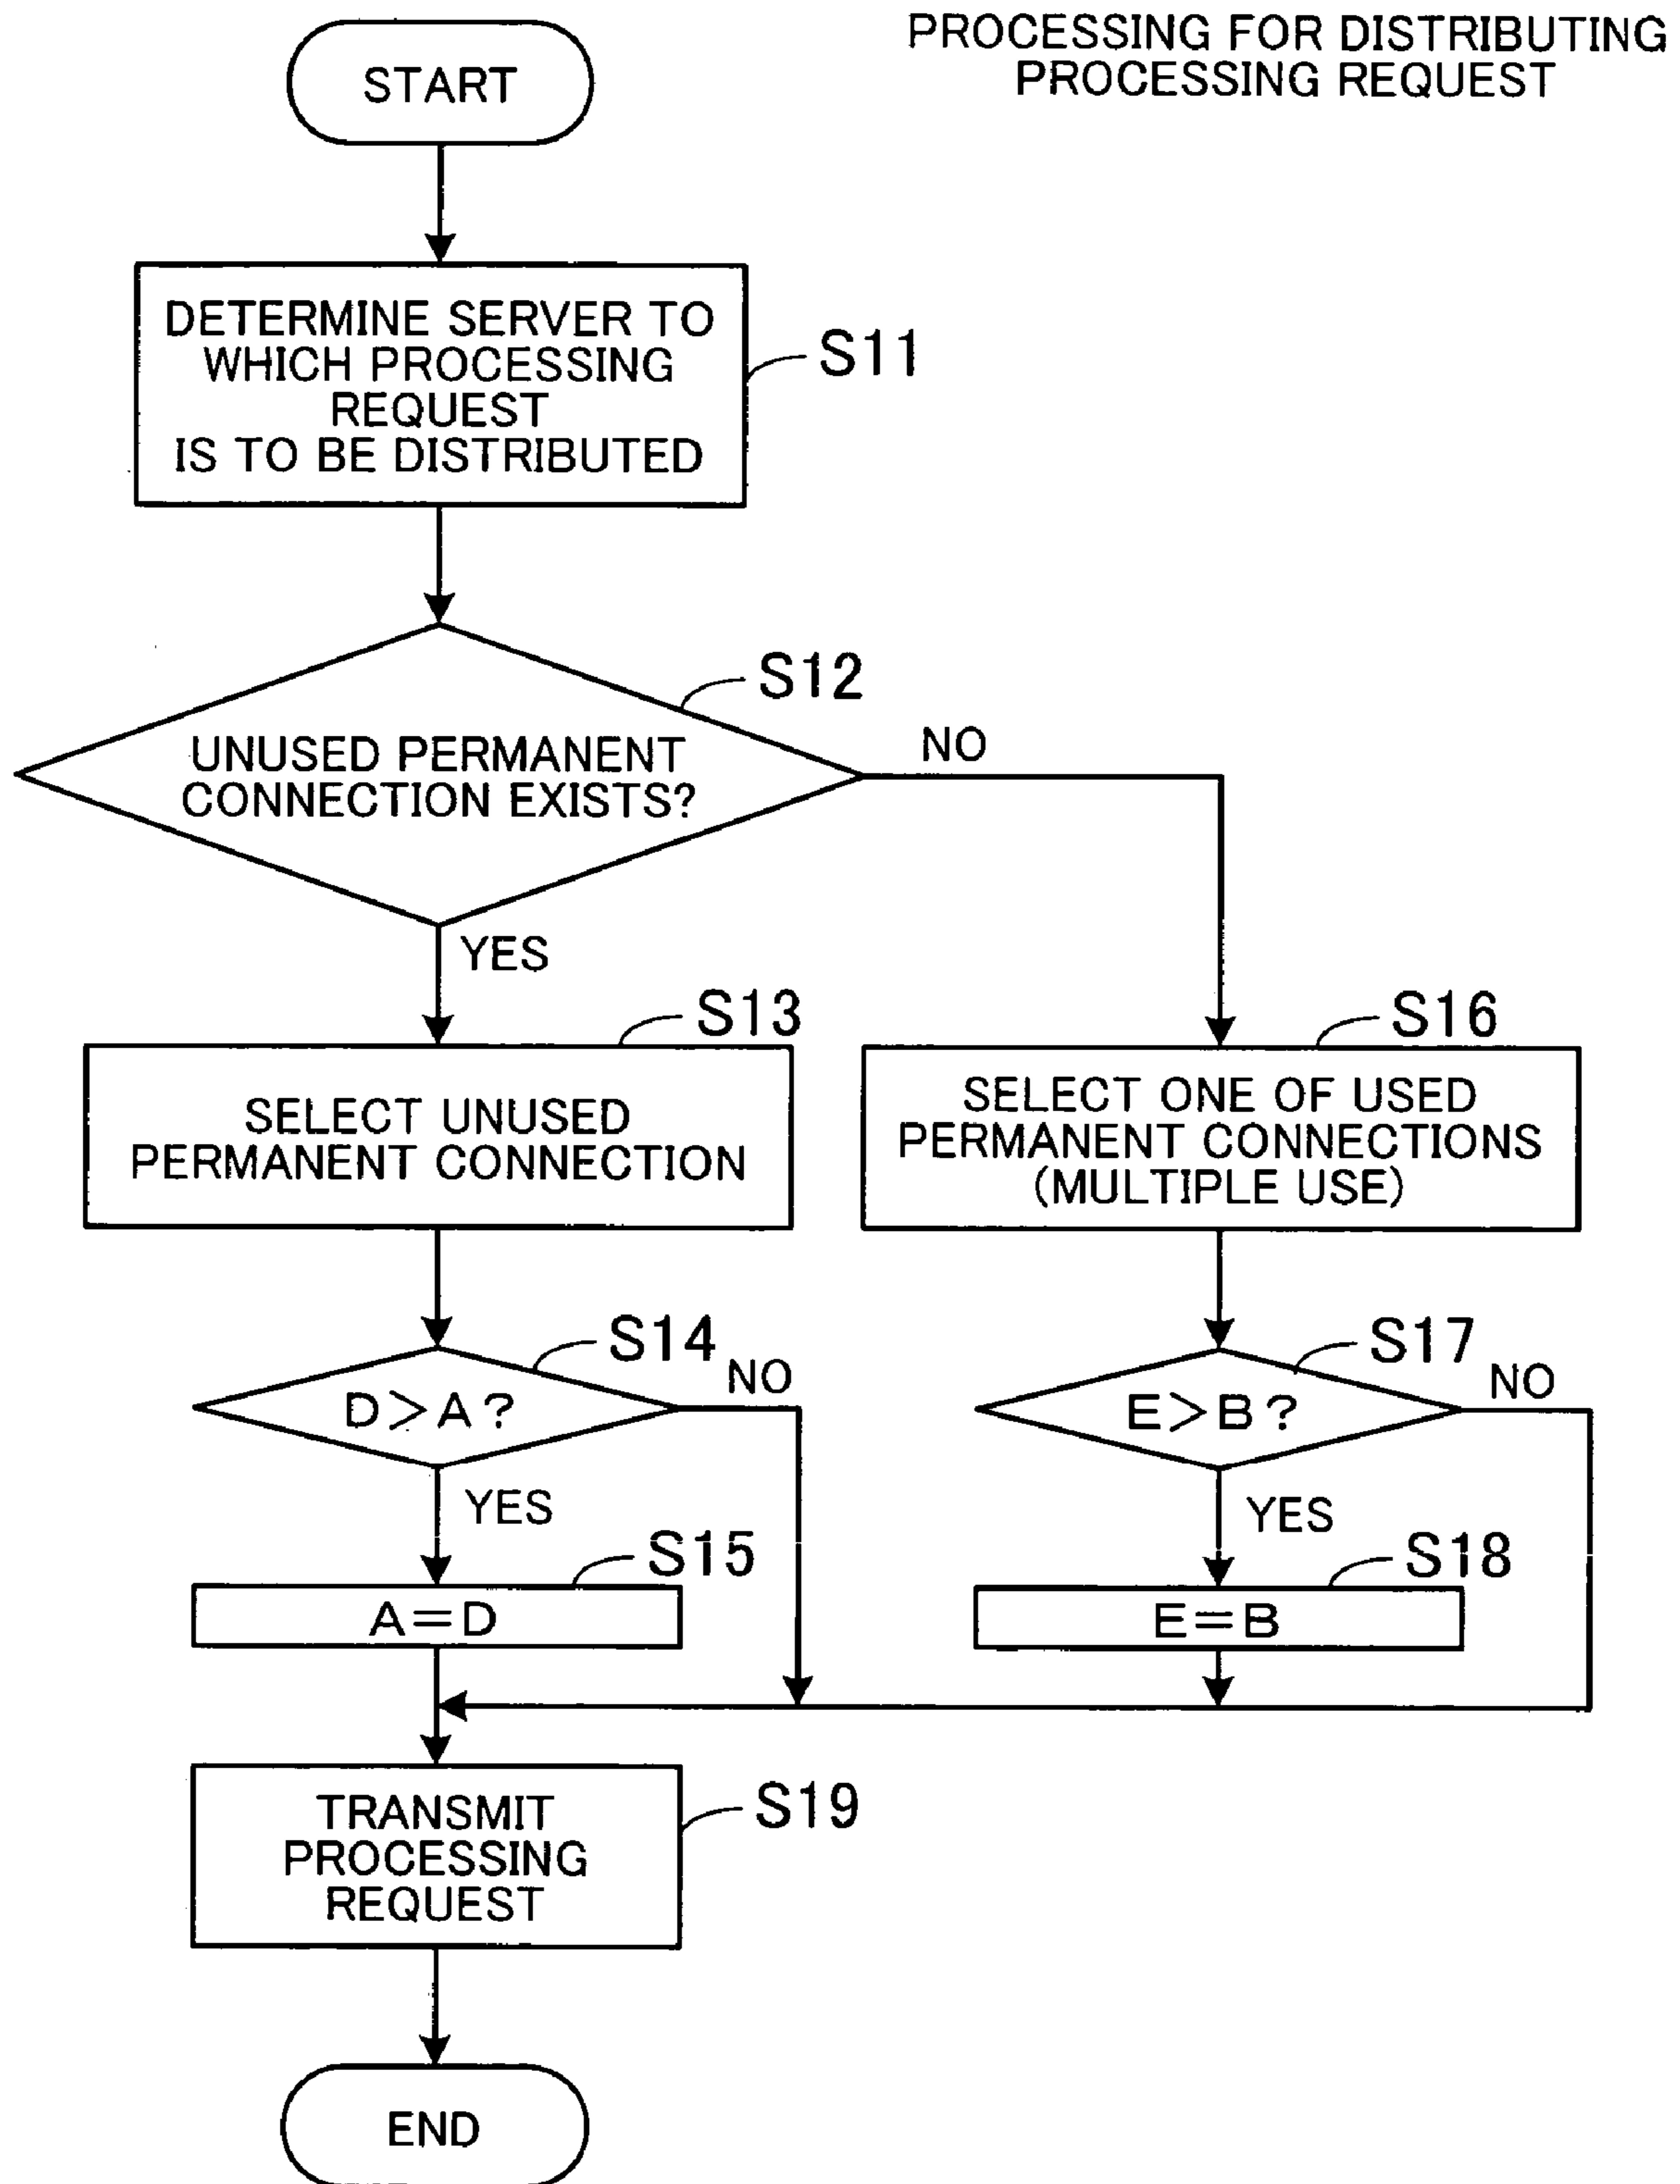 PROCESSING FOR DISTRIBUTING
PROCESSING REQUEST
START
DETERMINE SERVER TO
WHICH PROCESSING
REQUEST
IS TO BE DISTRIBUTED
S11
S12
UNUSED PERMANENT
CONNECTION EXISTS?
NO
YES
S13
SELECT UNUSED
PERMANENT CONNECTION
S16
SELECT ONE OF USED
PERMANENT CONNECTIONS
(MULTIPLE USE)
S14
D>A?
NO
YES
S15
A=D
S17
E>B?
NO
YES
S18
E=B
S19
TRANSMIT
PROCESSING
REQUEST
END